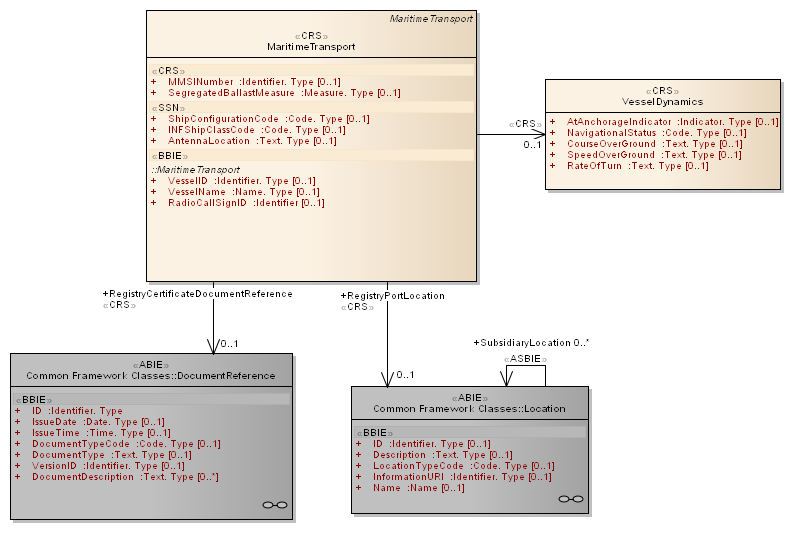 MaritimeTransport
«CRS»
MaritimeTransport
«CRS»
+ MMSINumber :Identifier. Type [0..1]
+ SegregatedBallastMeasure :Measure. Type [0..1]
«SSN»
+ ShipConfigurationCode :Code. Type [0..1]
+ INFShipClassCode :Code. Type [0..1]
+ AntennaLocation :Text. Type [0..1]
«BBIE»
::MaritimeTransport
+ VesselID :Identifier. Type [0..1]
+ VesselName :Name. Type [0..1]
+ RadioCallSignID :Identifier [0..1]
«CRS»
0..1
«CRS»
VesselDynamics
+ AtAnchorageIndicator :Indicator. Type [0..1]
+ NavigationalStatus :Code. Type [0..1]
+ CourseOverGround :Text. Type [0..1]
+ SpeedOverGround :Text. Type [0..1]
+ RateOfTurn :Text. Type [0..1]
+RegistryCertificateDocumentReference
«CRS»
0..1
+RegistryPortLocation
«CRS»
0..1
+SubsidiaryLocation 0..*
«ASBIE»
«ABIE»
Common Framework Classes::DocumentReference
«BBIE»
+ ID :Identifier. Type
+ IssueDate :Date. Type [0..1]
+ IssueTime :Time. Type [0..1]
+ DocumentTypeCode :Code. Type [0..1]
+ DocumentType :Text. Type [0..1]
+ VersionID :Identifier. Type [0..1]
+ DocumentDescription :Text. Type [0..*]
«ABIE»
Common Framework Classes::Location
«BBIE»
+ ID :Identifier. Type [0..1]
+ Description :Text. Type [0..1]
+ LocationTypeCode :Code. Type [0..1]
+ InformationURI :Identifier. Type [0..1]
+ Name :Name [0..1]